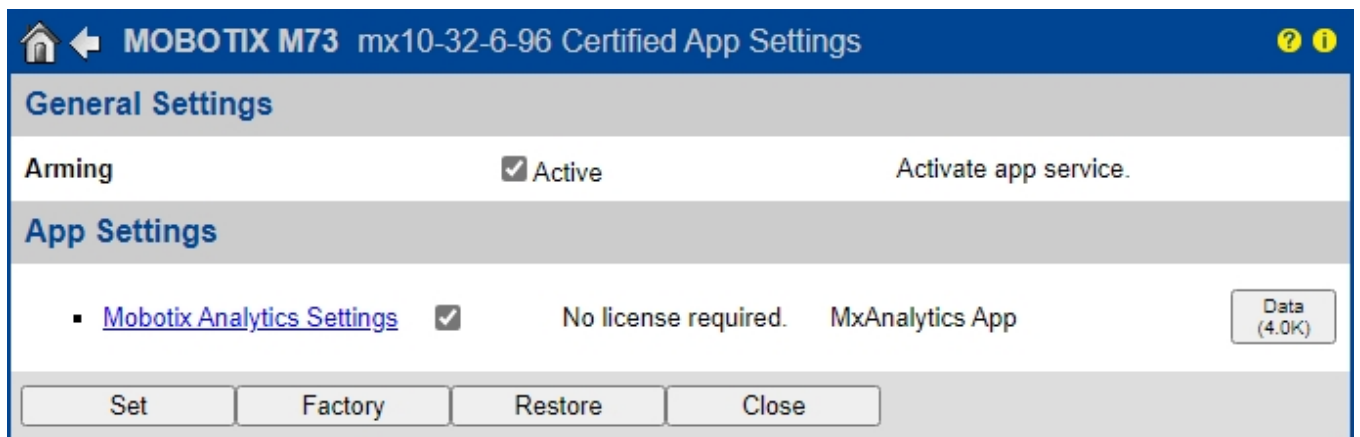 MOBOTIX M73 mx10-32-6-96 Certified App Settings ? i
General Settings
Arming Active Activate app service.
App Settings
▪ Mobotix Analytics Settings No license required. MxAnalytics App Data (4.0K)
Set Factory Restore Close